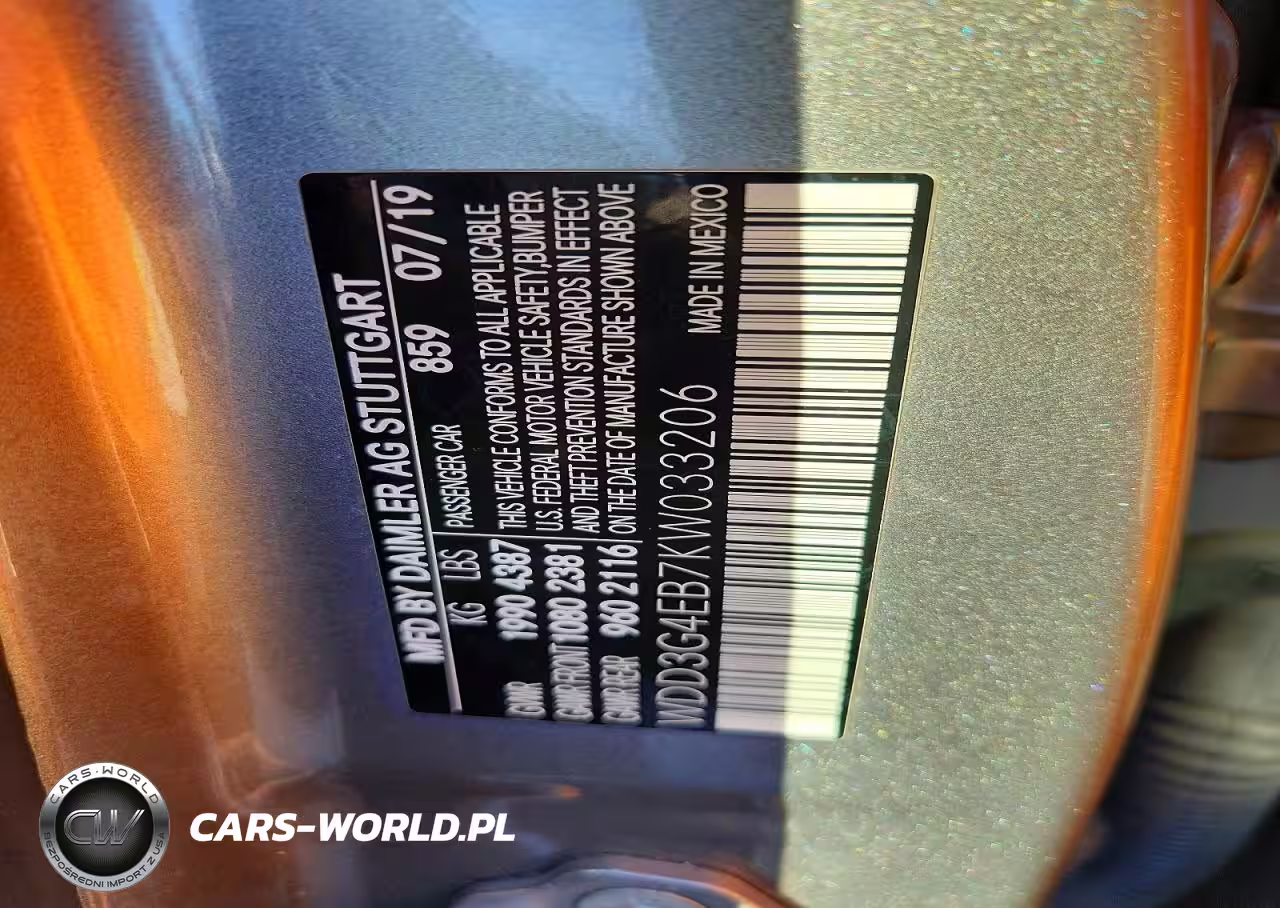 MFD BY DAIMLER AG STUTTGART
KG LBS PASSENGER CAR 859 07/19
GVWR 1990 4387 THIS VEHICLE CONFORMS TO ALL APPLICABLE
U.S. FEDERAL MOTOR VEHICLE SAFETY,BUMPER
GAWR FRONT 1080 2381 AND THEFT PREVENTION STANDARDS IN EFFECT
GAWR REAR 960 2116 ON THE DATE OF MANUFACTURE SHOWN ABOVE
WDD3G4EB7KW033206 MADE IN MEXICO
CARS-WORLD
CW
BEZPOŚREDNI IMPORT Z USA
CARS-WORLD.PL